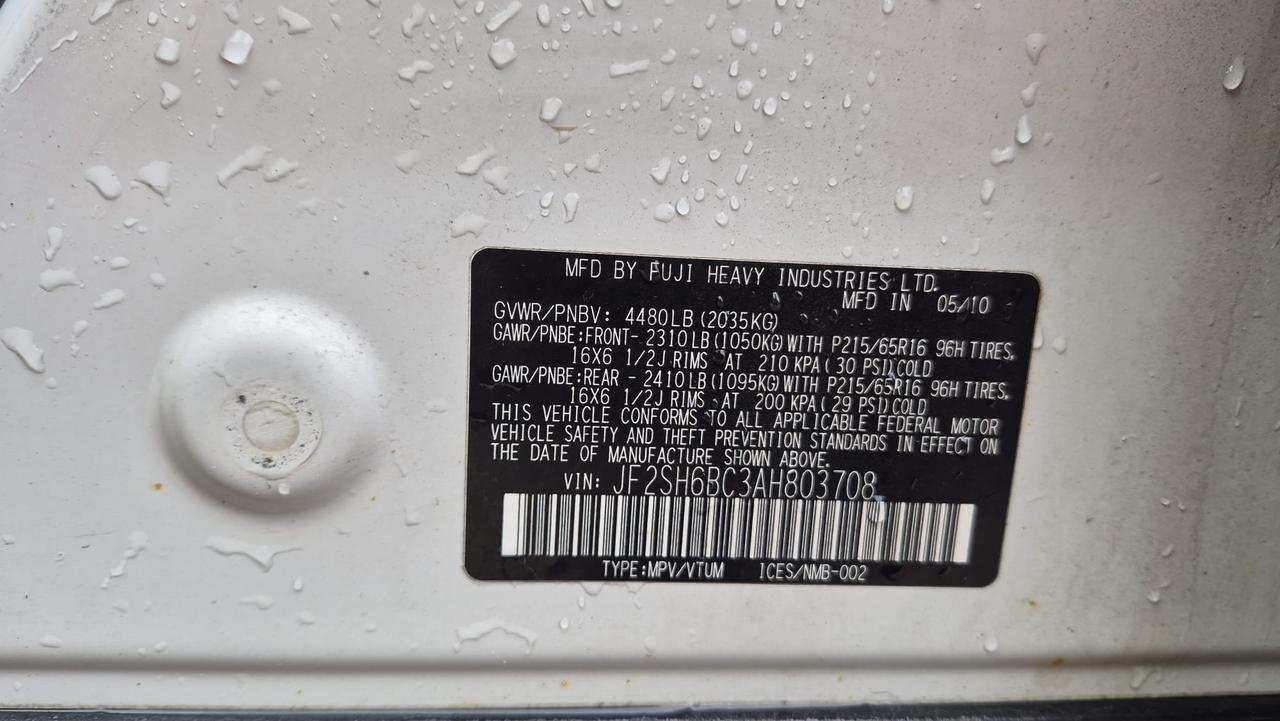 MFD BY FUJI HEAVY INDUSTRIES LTD.
MFD IN 05/10
GVWR/PNBV: 4480LB(2035KG)
GAWR/PNBE:FRONT- 2310LB(1050KG)WITH P215/65R16 96H TIRES,
16X6 1/2J RIMS AT 210 KPA( 30 PSI)COLD
GAWR/PNBE:REAR - 2410LB(1095KG)WITH P215/65R16 96H TIRES,
16X6 1/2J RIMS AT 200 KPA( 29 PSI)COLD
THIS VEHICLE CONFORMS TO ALL APPLICABLE FEDERAL MOTOR
VEHICLE SAFETY AND THEFT PREVENTION STANDARDS IN EFFECT ON
THE DATE OF MANUFACTURE SHOWN ABOVE.
VIN: JF2SH6BC3AH803708
TYPE:MPV/VTUM ICES/NMB-002